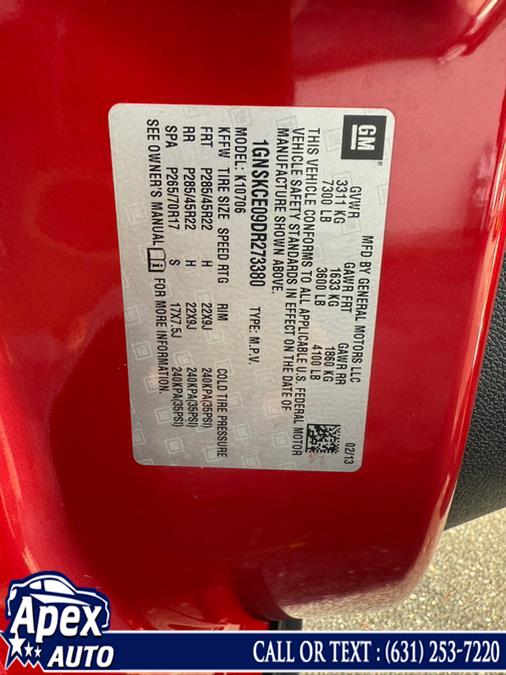 GM
MFD BY GENERAL MOTORS LLC
02/13
GVWR GAWR FRT GAWR RR
3311 KG 1633 KG 1860 KG
7300 LB 3600 LB 4100 LB
THIS VEHICLE CONFORMS TO ALL APPLICABLE U.S. FEDERAL MOTOR
VEHICLE SAFETY STANDARDS IN EFFECT ON THE DATE OF
MANUFACTURE SHOWN ABOVE.
1GNSKCE09DR273380 TYPE: M.P.V.
MODEL: K10706
KFFW TIRE SIZE SPEED RTG RIM COLD TIRE PRESSURE
FRT P285/45R22 H 22X9J 240KPA(35PSI)
RR P285/45R22 H 22X9J 240KPA(35PSI)
SPA P265/70R17 S 17X7.5J 240KPA(35PSI)
SEE OWNER'S MANUAL FOR MORE INFORMATION.
Apex
AUTO
CALL OR TEXT : (631) 253-7220